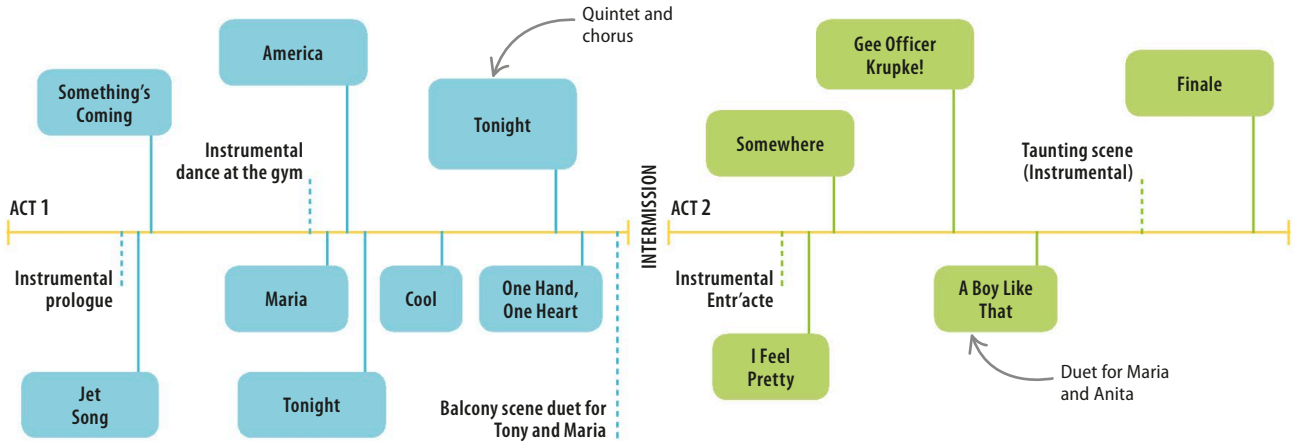 Quintet and
chorus
America
Something's
Coming
Tonight
Instrumental
dance at the gym
ACT 1
Instrumental
prologue
Maria
Cool
One Hand,
One Heart
Jet
Song
Tonight
Balcony scene duet for
Tony and Maria
INTERMISSION
Gee Officer
Krupke!
Finale
Somewhere
Taunting scene
(Instrumental)
ACT 2
Instrumental
Entr'acte
A Boy Like
That
I Feel
Pretty
Duet for Maria
and Anita